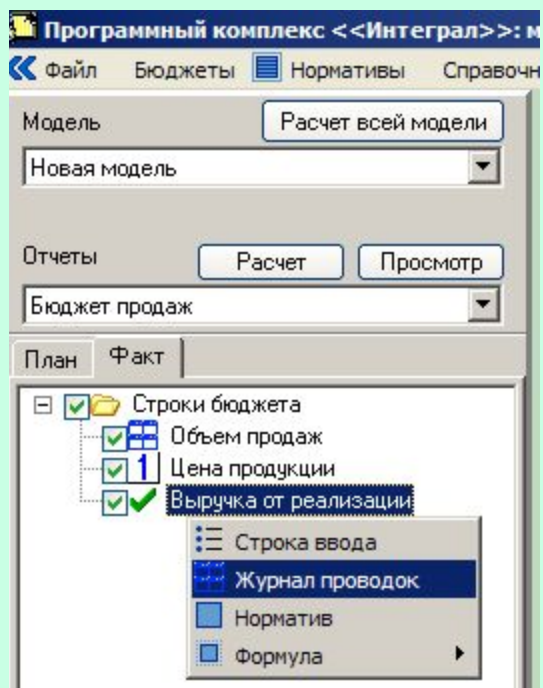 Программный комплекс <<Интеграл>>:
Файл Бюджеты Нормативы
Модель Расчет всей модели
Новая модель
Отчеты Расчет Просмотр
Бюджет продаж
План Факт
Строки бюджета
Объем продаж
1 Цена продукции
Выручка от реализации
Строка ввода
Журнал проводок
Норматив
Формула